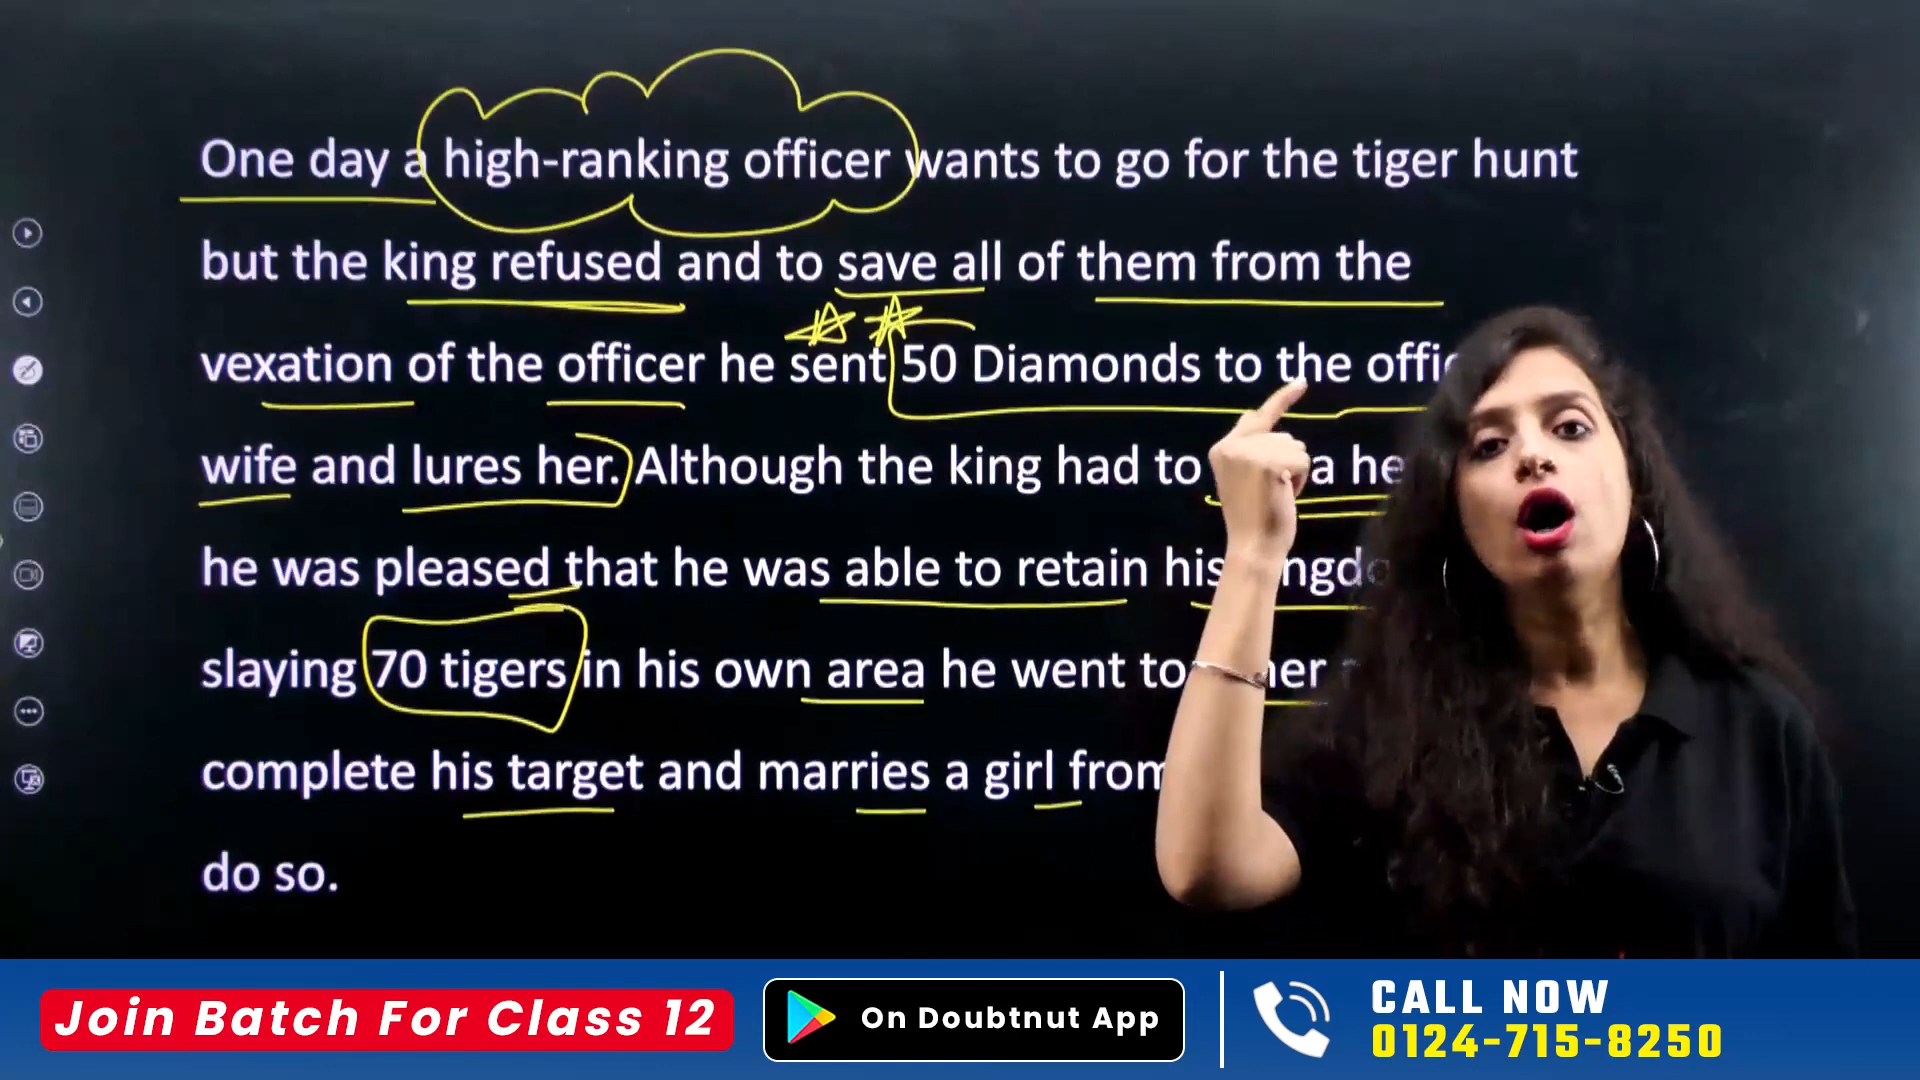 One day a high-ranking officer wants to go for the tiger hunt
but the king refused and to save all of them from the
vexation of the officer he sent 50 Diamonds to the
wife and lures her. Although the king had to a
he was pleased that he was able to retain his
slaying 70 tigers in his own area he went to
complete his target and marries a girl from
do so.
Join Batch For Class 12
On Doubtnut App
CALL NOW
0124-715-8250